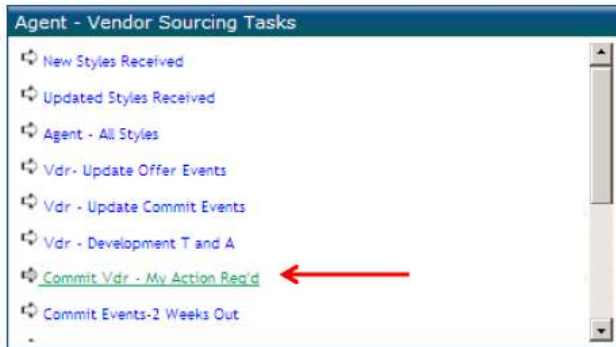 Agent - Vendor Sourcing Tasks
New Styles Received
Updated Styles Received
Agent - All Styles
Vdr- Update Offer Events
Vdr - Update Commit Events
Vdr - Development T and A
Commit Vdr - My Action Req'd
Commit Events-2 Weeks Out